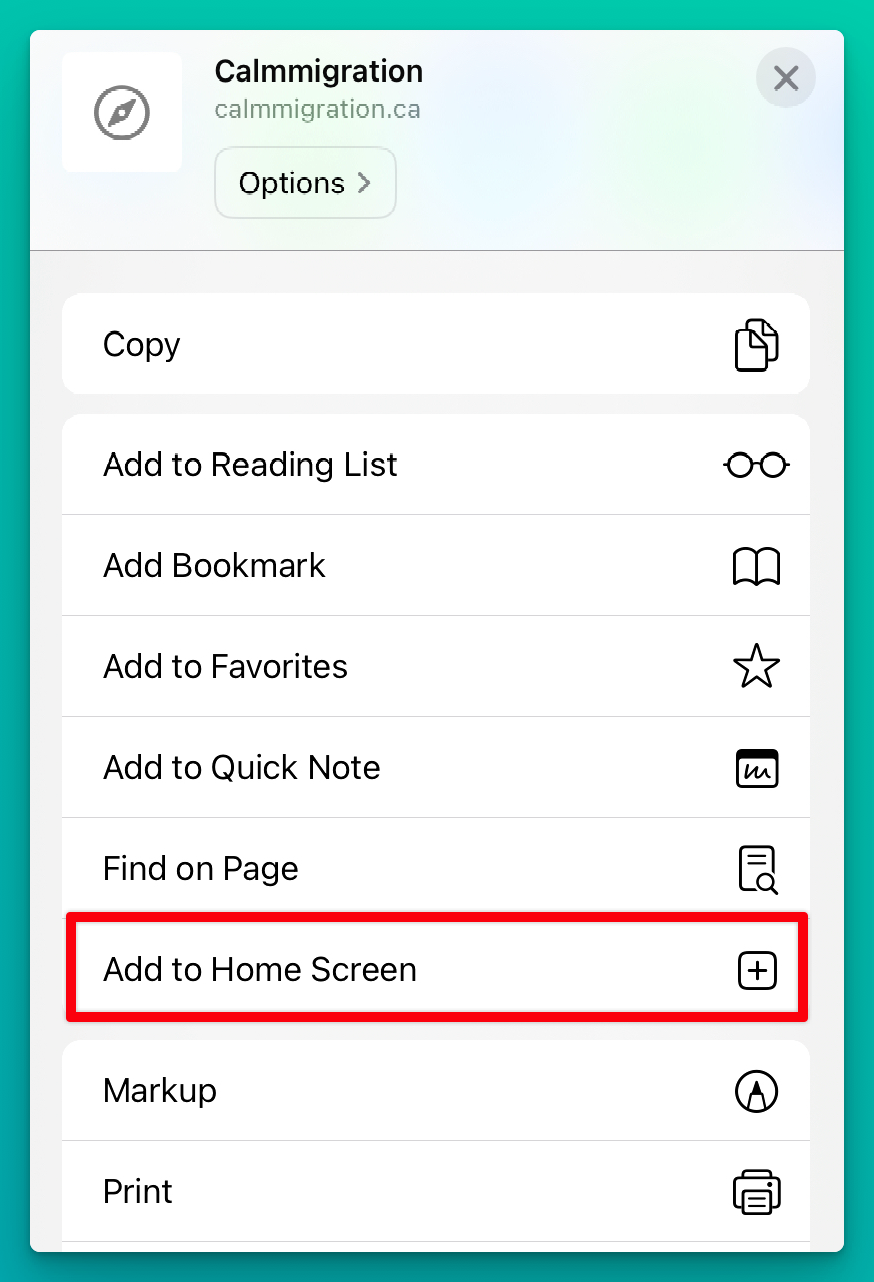 Calmmigration
calmmigration.ca
Options
Copy
Add to Reading List
Add Bookmark
Add to Favorites
Add to Quick Note
Find on Page
Add to Home Screen
Markup
Print